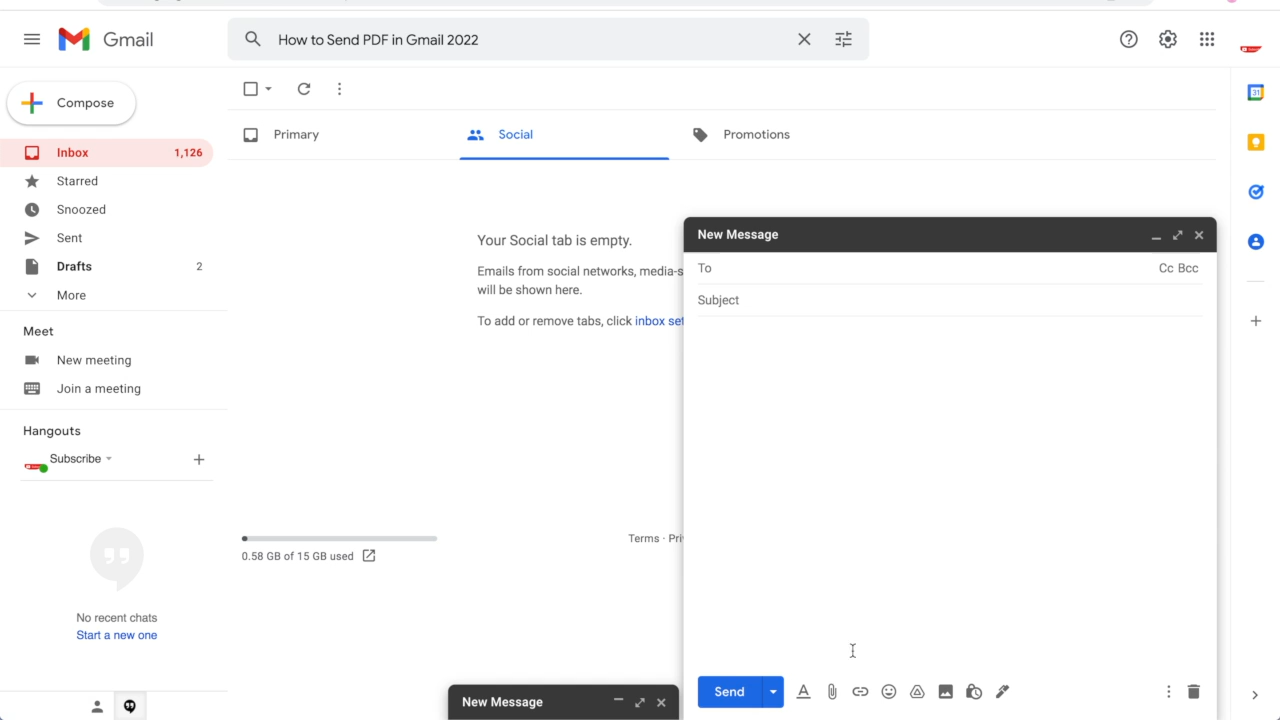 Gmail
How to Send PDF in Gmail 2022
Compose
Primary
Social
Promotions
Inbox 1,126
Starred
Snoozed
Sent
Drafts 2
More
Meet
New meeting
Join a meeting
Hangouts
Subscribe
No recent chats
Start a new one
Your Social tab is empty.
Emails from social networks, media-s
will be shown here.
To add or remove tabs, click inbox set
0.58 GB of 15 GB used
Terms · Pri
New Message
New Message
To Cc Bcc
Subject
Send
31